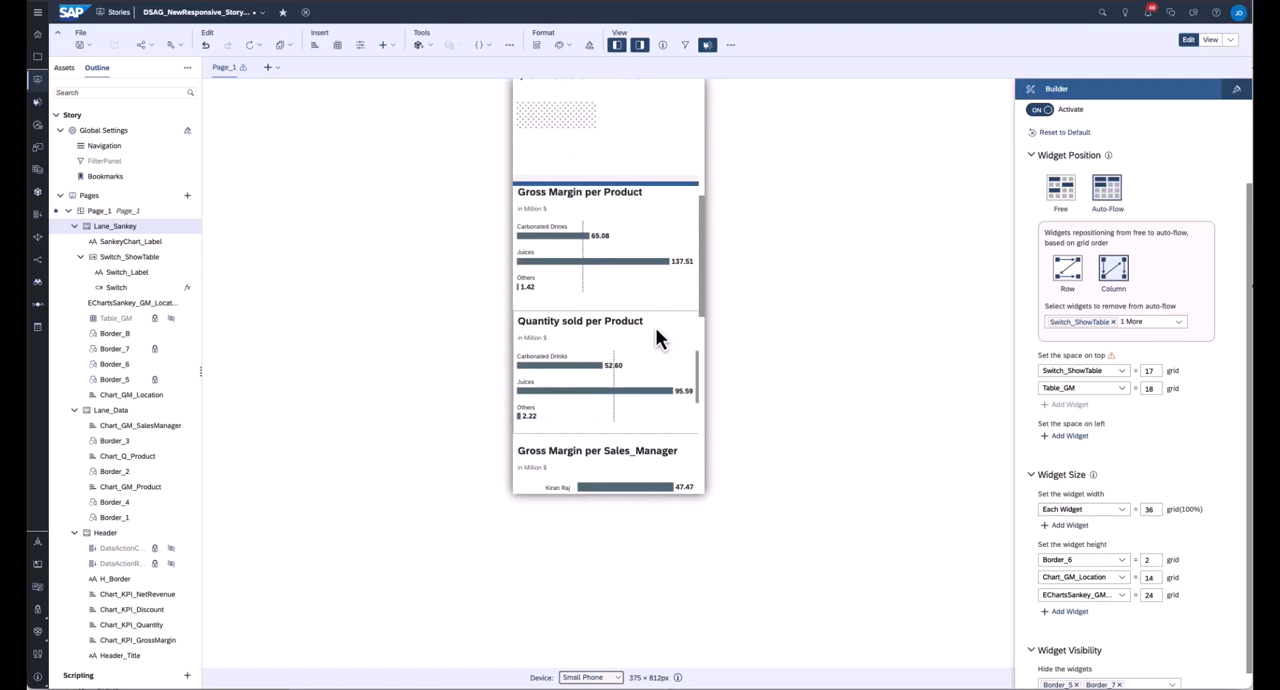 SAP Stories DSAG_NewResponsive_Story... 48 JD
File Edit Insert Tools Format View
Edit View
Assets Outline
Page_1
Search
Story
Global Settings
Navigation
FilterPanel
Bookmarks
Pages
Page_1 Page_1
Lane_Sankey
SankeyChart_Label
Switch_ShowTable
Switch_Label
Switch fx
EChartsSankey_GM_Locat...
Table_GM
Border_B
Border_7
Border_6
Border_5
Chart_GM_Location
Lane_Data
Chart_GM_SalesManager
Border_3
Chart_Q_Product
Border_2
Chart_GM_Product
Border_4
Border_1
Header
DataActionC...
DataActionR...
H_Border
Chart_KPI_NetRevenue
Chart_KPI_Discount
Chart_KPI_Quantity
Chart_KPI_GrossMargin
Header_Title
Scripting
Gross Margin per Product
in Million $
Carbonated Drinks
65.08
Juices
137.51
Others
1.42
Quantity sold per Product
in Million $
Carbonated Drinks
52.60
Juices
95.59
Others
2.22
Gross Margin per Sales_Manager
in Million $
Kiran Raj 47.47
Device: Small Phone 375 × 812px
Builder
ON Activate
Reset to Default
Widget Position
Free Auto-Flow
Widgets repositioning from free to auto-flow,
based on grid order
Row Column
Select widgets to remove from auto-flow
Switch_ShowTable × 1 More
Set the space on top
Switch_ShowTable = 17 grid
Table_GM = 18 grid
+ Add Widget
Set the space on left
+ Add Widget
Widget Size
Set the widget width
Each Widget = 36 grid(100%)
+ Add Widget
Set the widget height
Border_6 = 2 grid
Chart_GM_Location = 14 grid
EChartsSankey_GM... = 24 grid
+ Add Widget
Widget Visibility
Hide the widgets
Border_5 × Border_7 ×